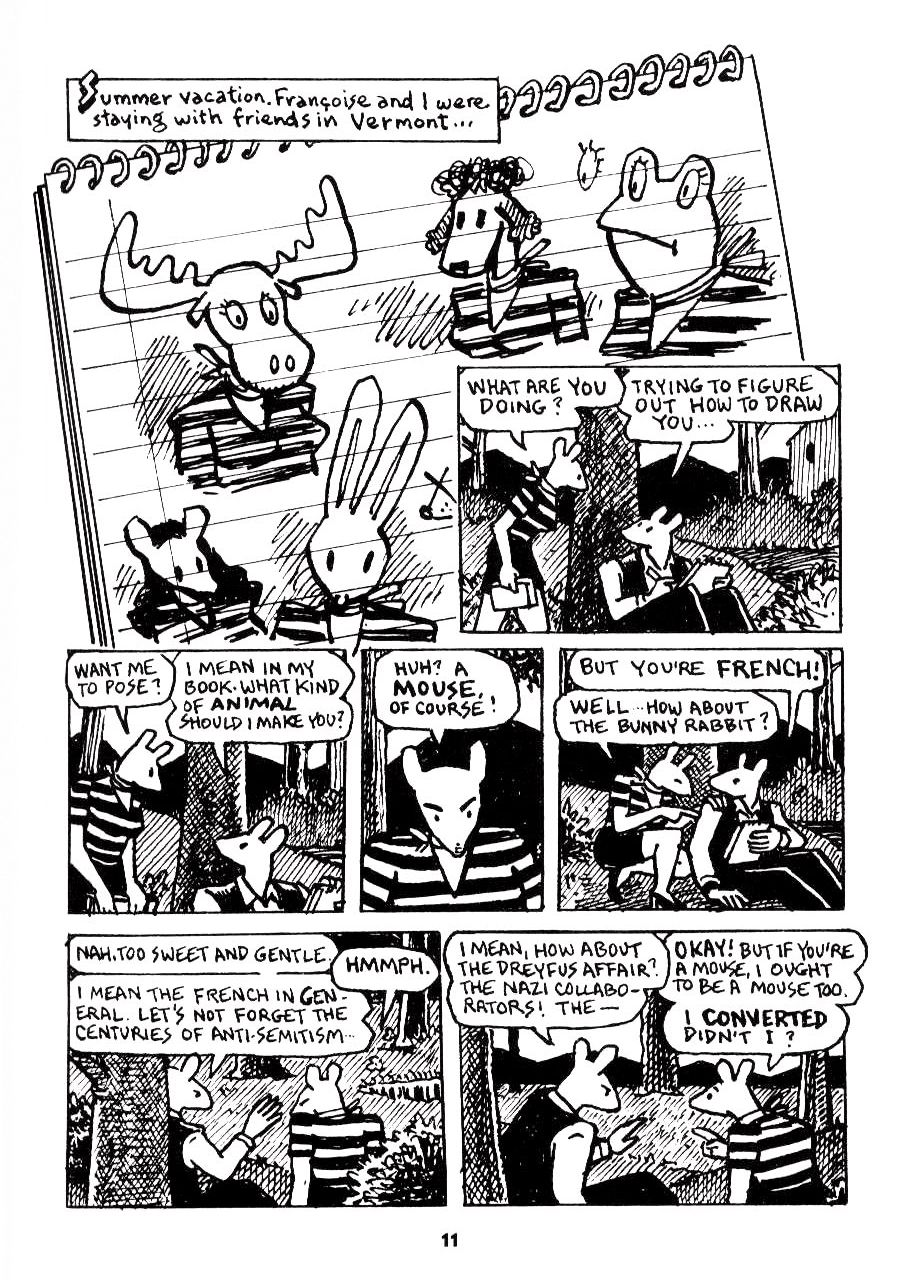 Summer vacation. Françoise and I were
staying with friends in Vermont...
WHAT ARE YOU
DOING?
TRYING TO FIGURE
OUT HOW TO DRAW
YOU...
WANT ME
TO POSE?
I MEAN IN MY
BOOK. WHAT KIND
OF ANIMAL
SHOULD I MAKE YOU?
HUH? A
MOUSE,
OF COURSE!
BUT YOU'RE FRENCH!
WELL...HOW ABOUT
THE BUNNY RABBIT?
NAH. TOO SWEET AND GENTLE.
HMMPH.
I MEAN THE FRENCH IN GEN-
ERAL. LET'S NOT FORGET THE
CENTURIES OF ANTI-SEMITISM...
I MEAN, HOW ABOUT
THE DREYFUS AFFAIR?
THE NAZI COLLABO-
RATORS! THE—
OKAY! BUT IF YOU'RE
A MOUSE, I OUGHT
TO BE A MOUSE TOO.
I CONVERTED
DIDN'T I?
11